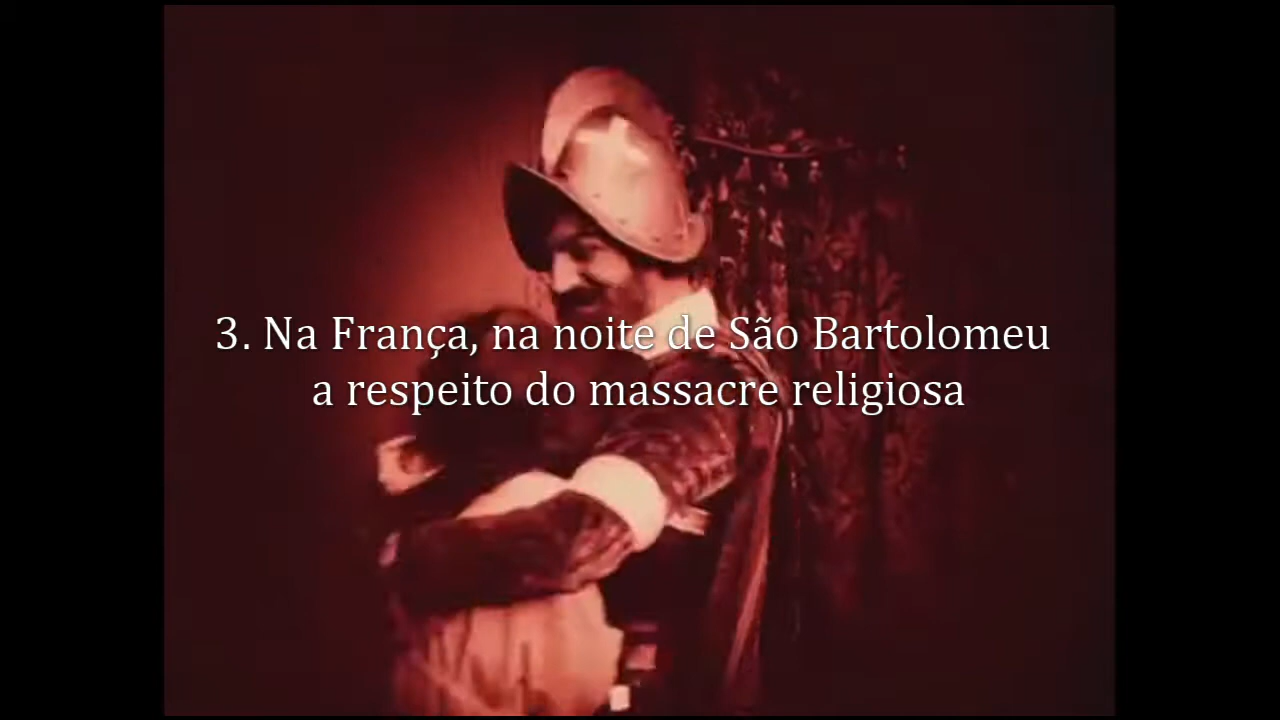 3. Na França, na noite de São Bartolomeu
a respeito do massacre religiosa